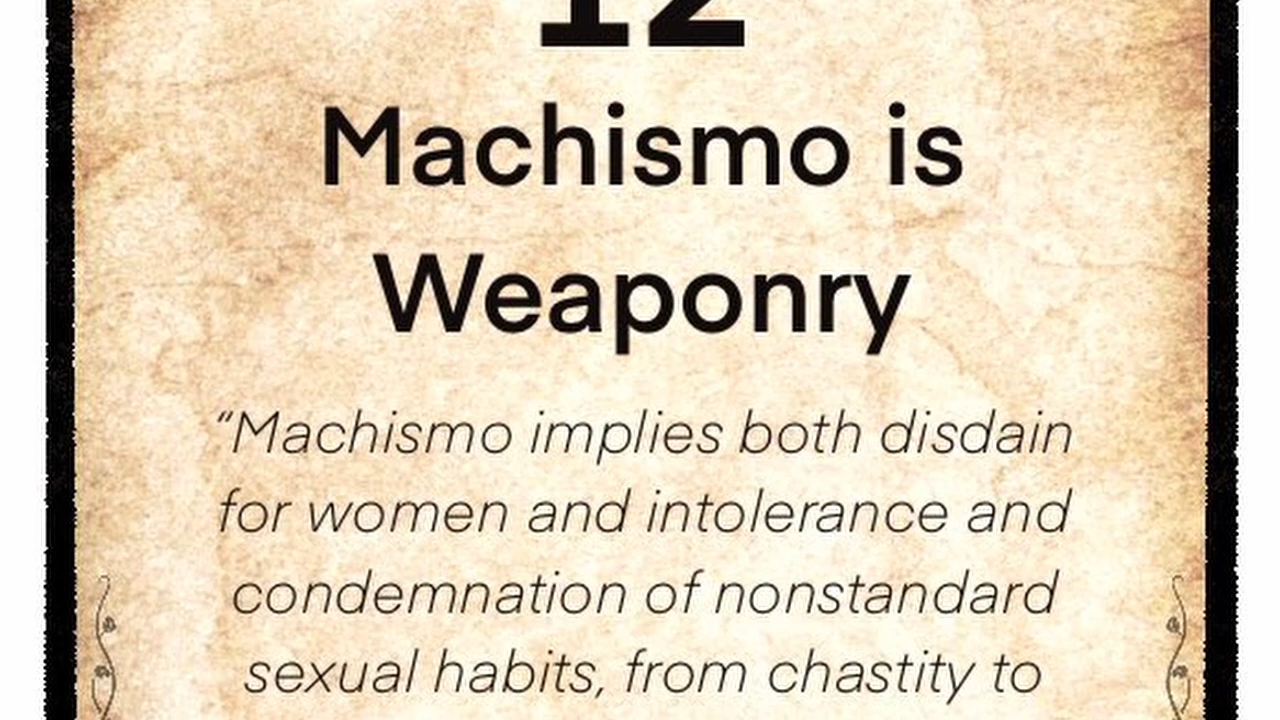 12
Machismo is
Weaponry
“Machismo implies both disdain
for women and intolerance and
condemnation of nonstandard
sexual habits, from chastity to